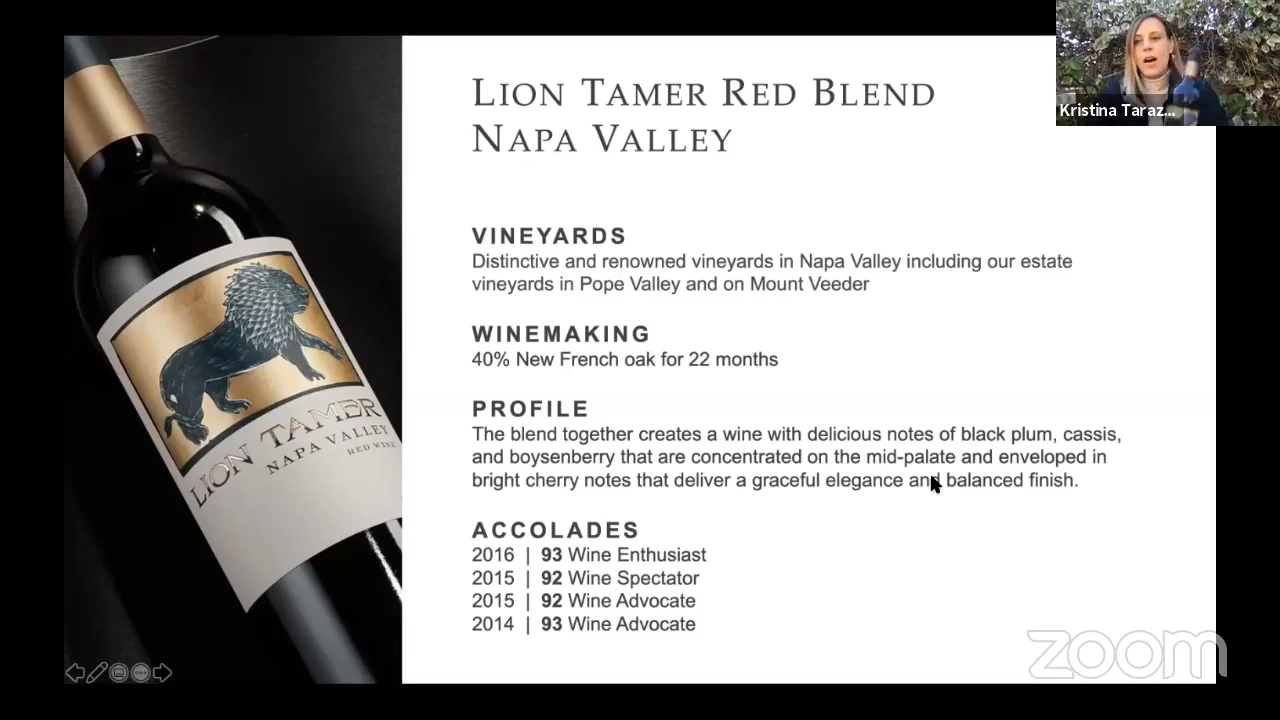 LION TAMER RED BLEND
NAPA VALLEY
Kristina Taraz...
VINEYARDS
Distinctive and renowned vineyards in Napa Valley including our estate
vineyards in Pope Valley and on Mount Veeder
WINEMAKING
40% New French oak for 22 months
PROFILE
The blend together creates a wine with delicious notes of black plum, cassis,
and boysenberry that are concentrated on the mid-palate and enveloped in
bright cherry notes that deliver a graceful elegance and balanced finish.
ACCOLADES
2016 | 93 Wine Enthusiast
2015 | 92 Wine Spectator
2015 | 92 Wine Advocate
2014 | 93 Wine Advocate
LION TAMER
NAPA VALLEY
RED WINE
zoom